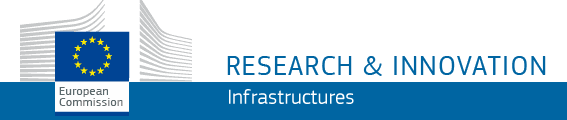 RESEARCH & INNOVATION
Infrastructures
European
Commission